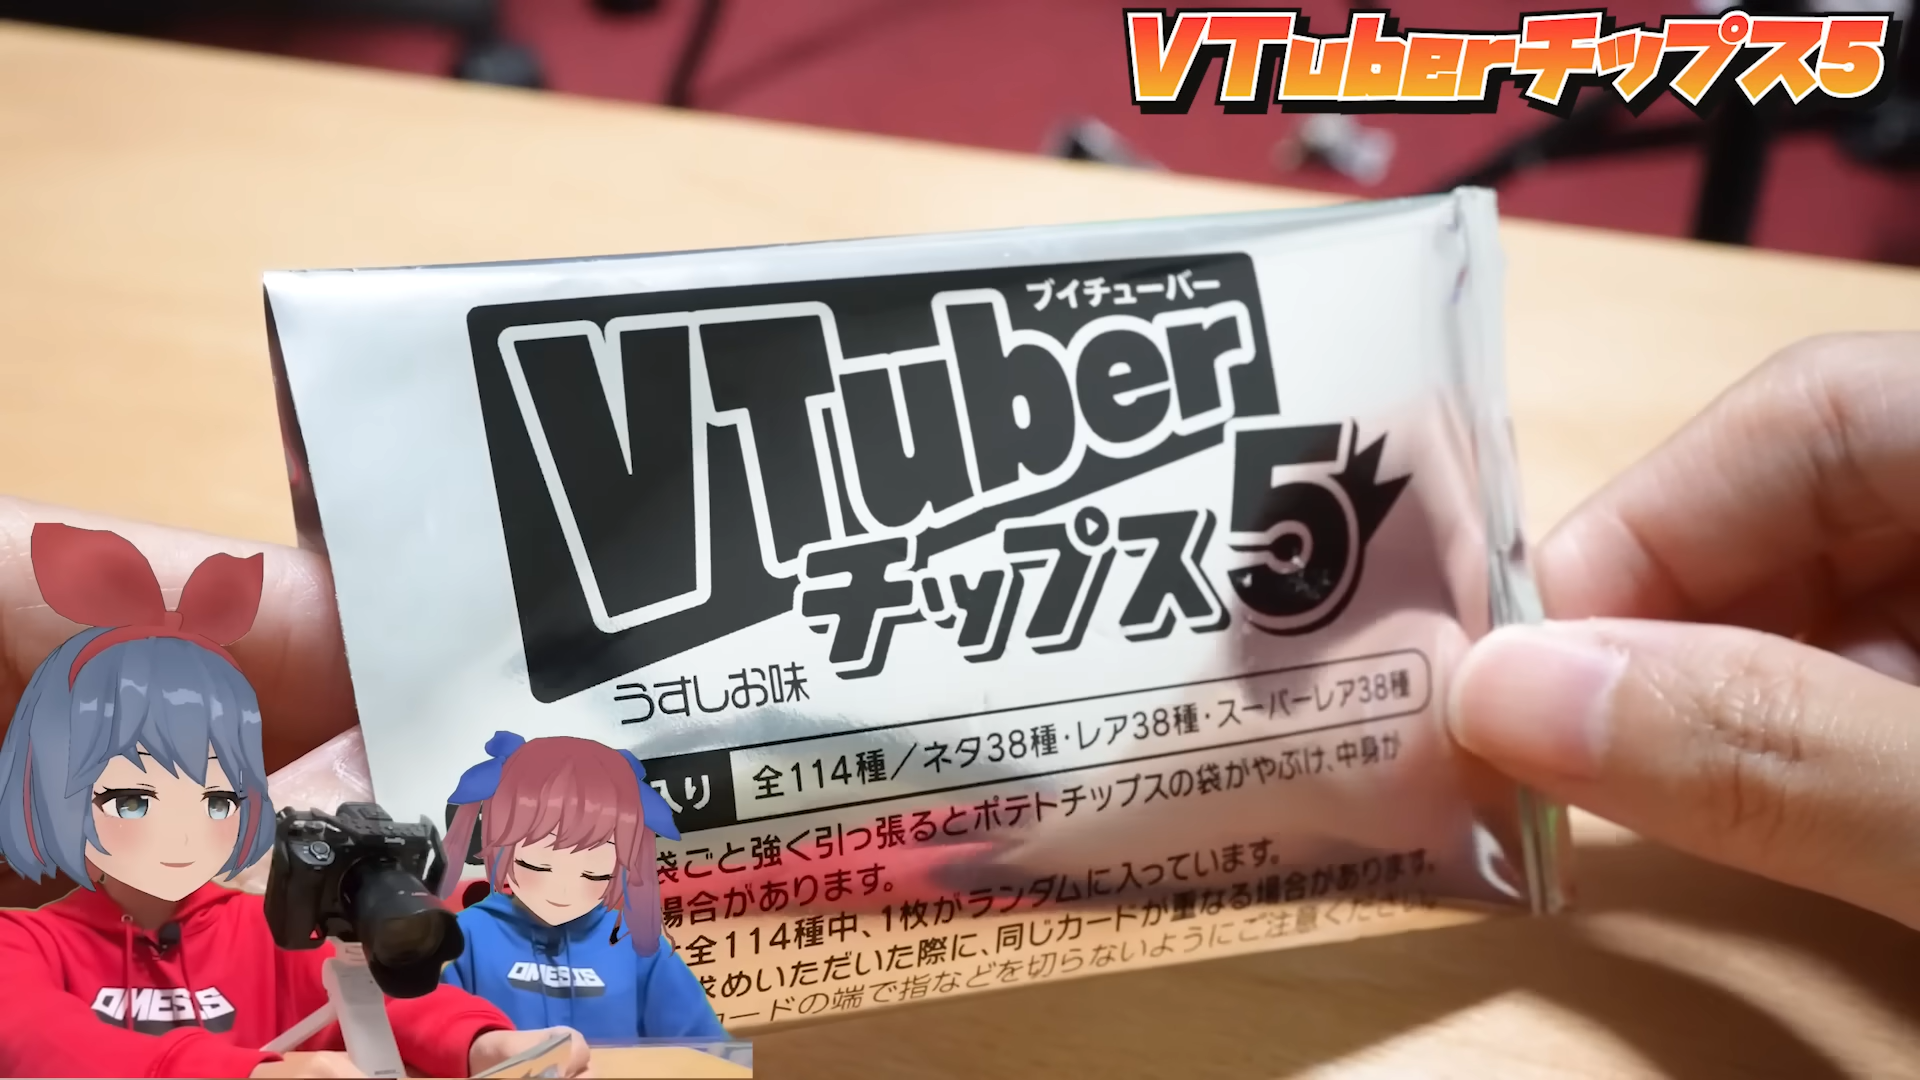 VTuberチップス5
ブイチューバー
VTuber
チップス5
うすしお味
入り 全114種／ネタ38種・レア38種・スーパーレア38種
袋ごと強く引っ張るとポテトチップスの袋がやぶけ、中身が
場合があります。
全114種中、1枚がランダムに入っています。
求めいただいた際に、同じカードが重なる場合があります。
カードの端で指などを切らないようにご注意ください。
OMESIS
OMESIS